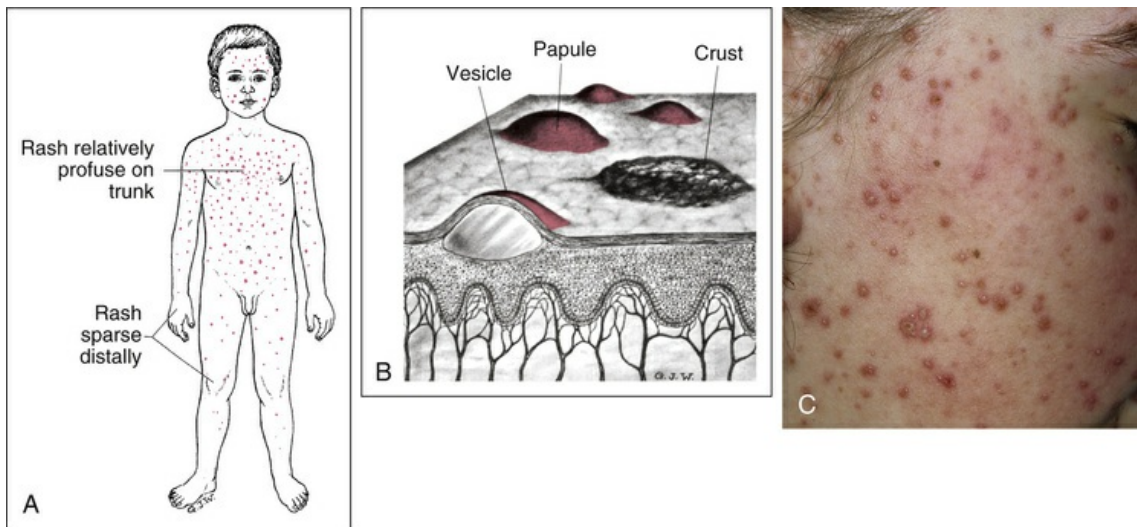 Rash relatively
profuse on
trunk
Rash
sparse
distally
A
Papule
Crust
Vesicle
B
G.J.W.
C
G.J.W.